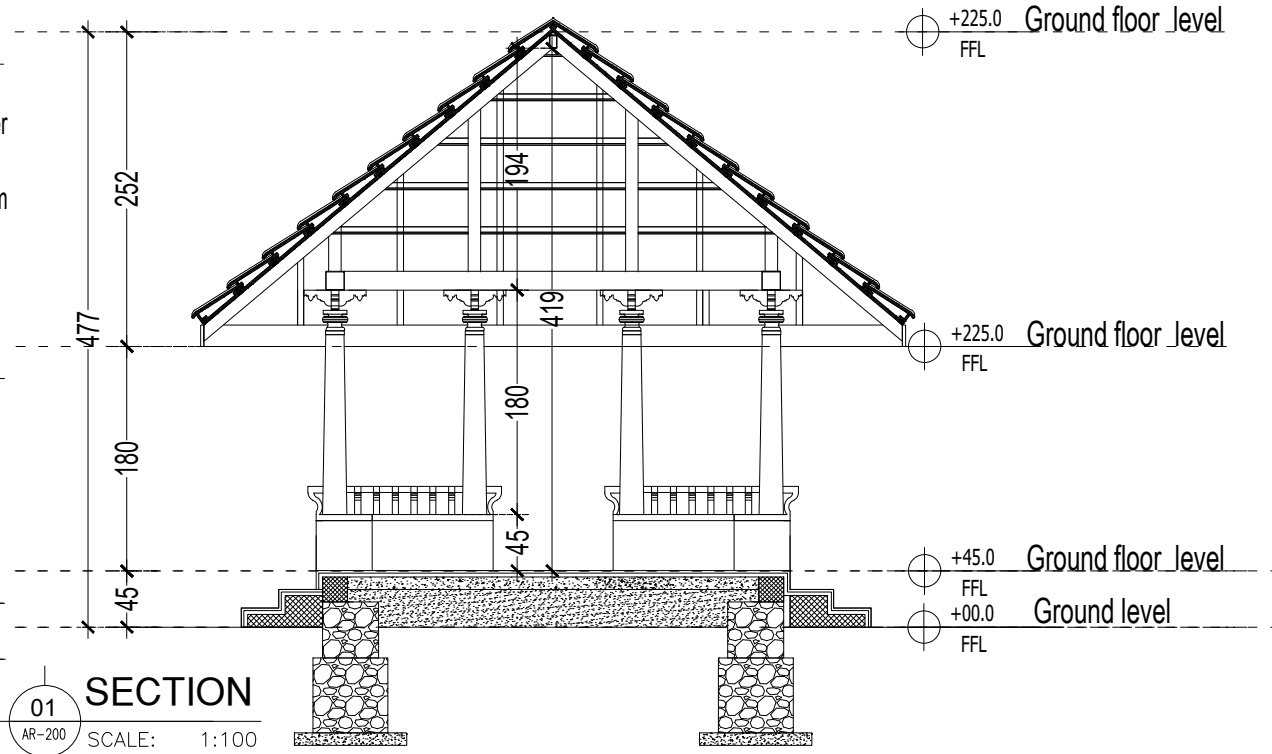 +225.0 Ground floor level
FFL
er
m
252
194
477
419
+225.0 Ground floor level
FFL
180
180
45
45
+45.0 Ground floor level
FFL
+00.0 Ground level
FFL
01
AR-200
SECTION
SCALE: 1:100